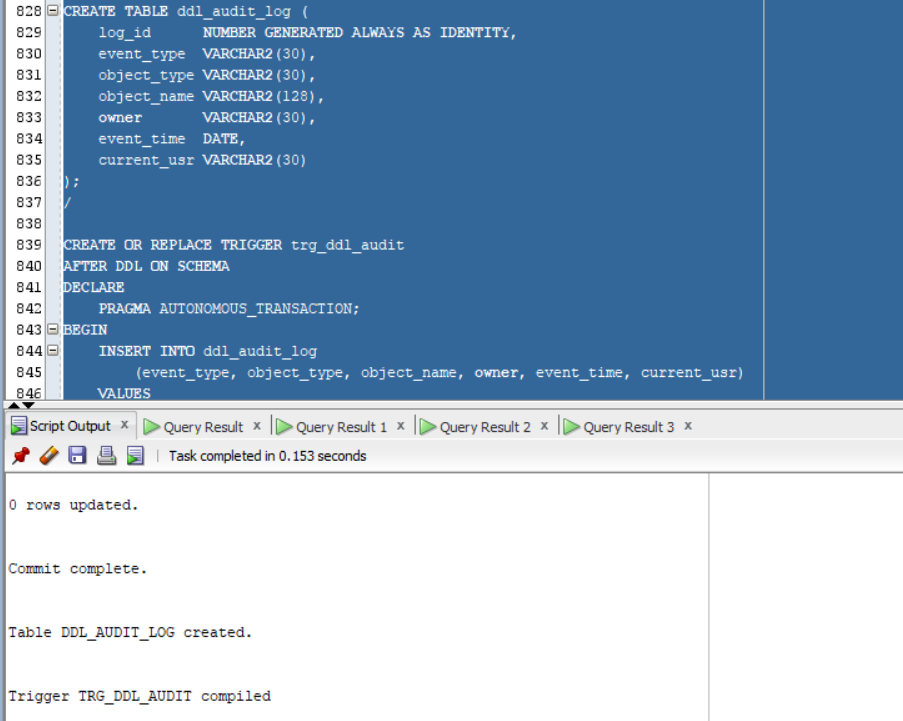 828 CREATE TABLE ddl_audit_log (
829     log_id      NUMBER GENERATED ALWAYS AS IDENTITY,
830     event_type  VARCHAR2(30),
831     object_type VARCHAR2(30),
832     object_name VARCHAR2(128),
833     owner       VARCHAR2(30),
834     event_time  DATE,
835     current_usr VARCHAR2(30)
836 );
837 /
838
839 CREATE OR REPLACE TRIGGER trg_ddl_audit
840 AFTER DDL ON SCHEMA
841 DECLARE
842     PRAGMA AUTONOMOUS_TRANSACTION;
843 BEGIN
844     INSERT INTO ddl_audit_log
845         (event_type, object_type, object_name, owner, event_time, current_usr)
846     VALUES
Script Output x Query Result x Query Result 1 x Query Result 2 x Query Result 3 x
Task completed in 0.153 seconds
0 rows updated.
Commit complete.
Table DDL_AUDIT_LOG created.
Trigger TRG_DDL_AUDIT compiled